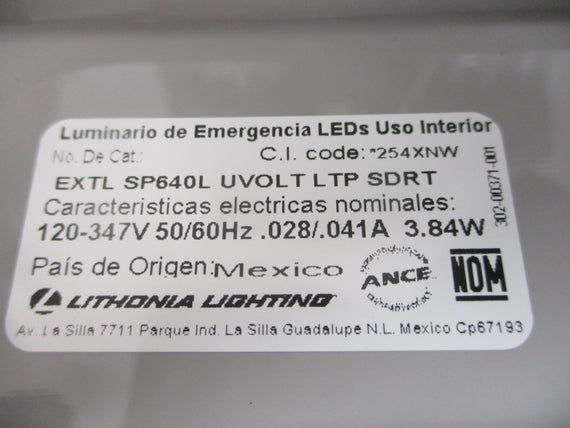 Luminario de Emergencia LEDs Uso Interior
No. De Cat.: C.I. code: *254XNW
EXTL SP640L UVOLT LTP SDRT
Caracteristicas electricas nominales:
120-347V 50/60Hz .028/.041A 3.84W
País de Origen: Mexico
ANCE
NOM
LITHONIA LIGHTING
Av. La Silla 7711 Parque Ind. La Silla Guadalupe N.L. Mexico Cp67193
302-00371-001